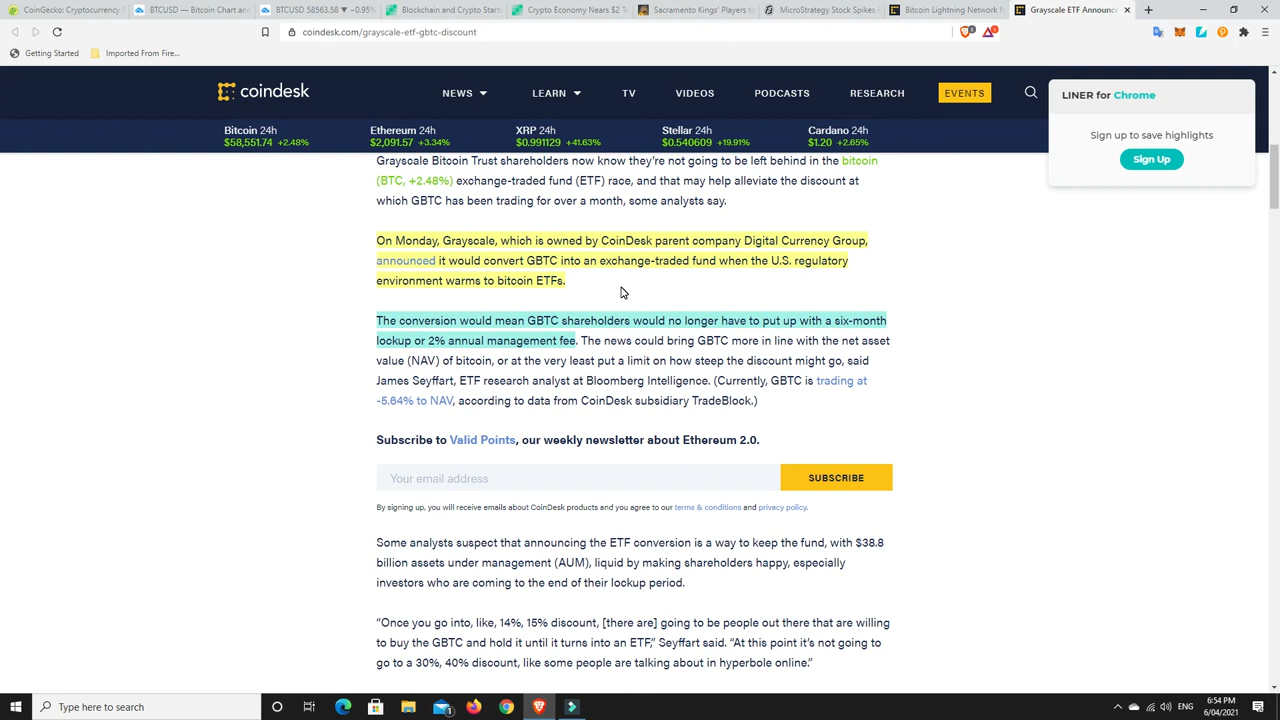 CoinGecko: Cryptocurrency P
BTCUSD — Bitcoin Chart and
BTCUSD 58563.58 ▼ −0.95%
Blockchain and Crypto Startu
Crypto Economy Nears $2 T
Sacramento Kings' Players to
MicroStrategy Stock Spikes B
Bitcoin Lightning Network N
Grayscale ETF Announce
coindesk.com/grayscale-etf-gbtc-discount
Getting Started
Imported From Fire...
coindesk
NEWS
LEARN
TV
VIDEOS
PODCASTS
RESEARCH
EVENTS
LINER for Chrome
Sign up to save highlights
Sign Up
Bitcoin 24h
$58,551.74 +2.48%
Ethereum 24h
$2,091.57 +3.34%
XRP 24h
$0.991129 +41.63%
Stellar 24h
$0.540609 +19.91%
Cardano 24h
$1.20 +2.65%
Grayscale Bitcoin Trust shareholders now know they're not going to be left behind in the bitcoin
(BTC, +2.48%) exchange-traded fund (ETF) race, and that may help alleviate the discount at
which GBTC has been trading for over a month, some analysts say.
On Monday, Grayscale, which is owned by CoinDesk parent company Digital Currency Group,
announced it would convert GBTC into an exchange-traded fund when the U.S. regulatory
environment warms to bitcoin ETFs.
The conversion would mean GBTC shareholders would no longer have to put up with a six-month
lockup or 2% annual management fee. The news could bring GBTC more in line with the net asset
value (NAV) of bitcoin, or at the very least put a limit on how steep the discount might go, said
James Seyffart, ETF research analyst at Bloomberg Intelligence. (Currently, GBTC is trading at
-5.64% to NAV, according to data from CoinDesk subsidiary TradeBlock.)
Subscribe to Valid Points, our weekly newsletter about Ethereum 2.0.
Your email address
SUBSCRIBE
By signing up, you will receive emails about CoinDesk products and you agree to our terms & conditions and privacy policy.
Some analysts suspect that announcing the ETF conversion is a way to keep the fund, with $38.8
billion assets under management (AUM), liquid by making shareholders happy, especially
investors who are coming to the end of their lockup period.
“Once you go into, like, 14%, 15% discount, [there are] going to be people out there that are willing
to buy the GBTC and hold it until it turns into an ETF,” Seyffart said. “At this point it's not going to
go to a 30%, 40% discount, like some people are talking about in hyperbole online.”
Type here to search
ENG
6:54 PM
6/04/2021